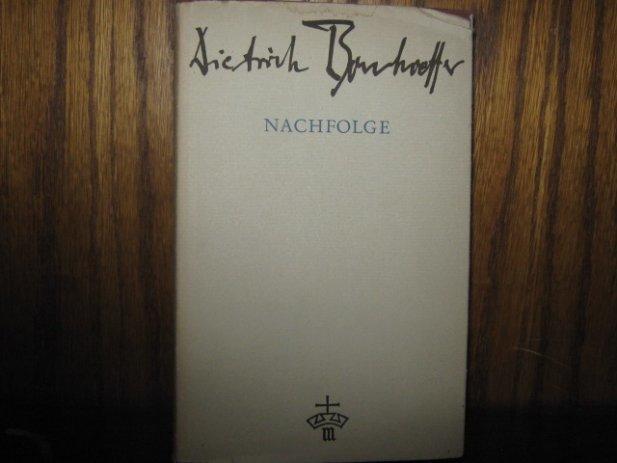 Dietrich Bonhoeffer
NACHFOLGE
m